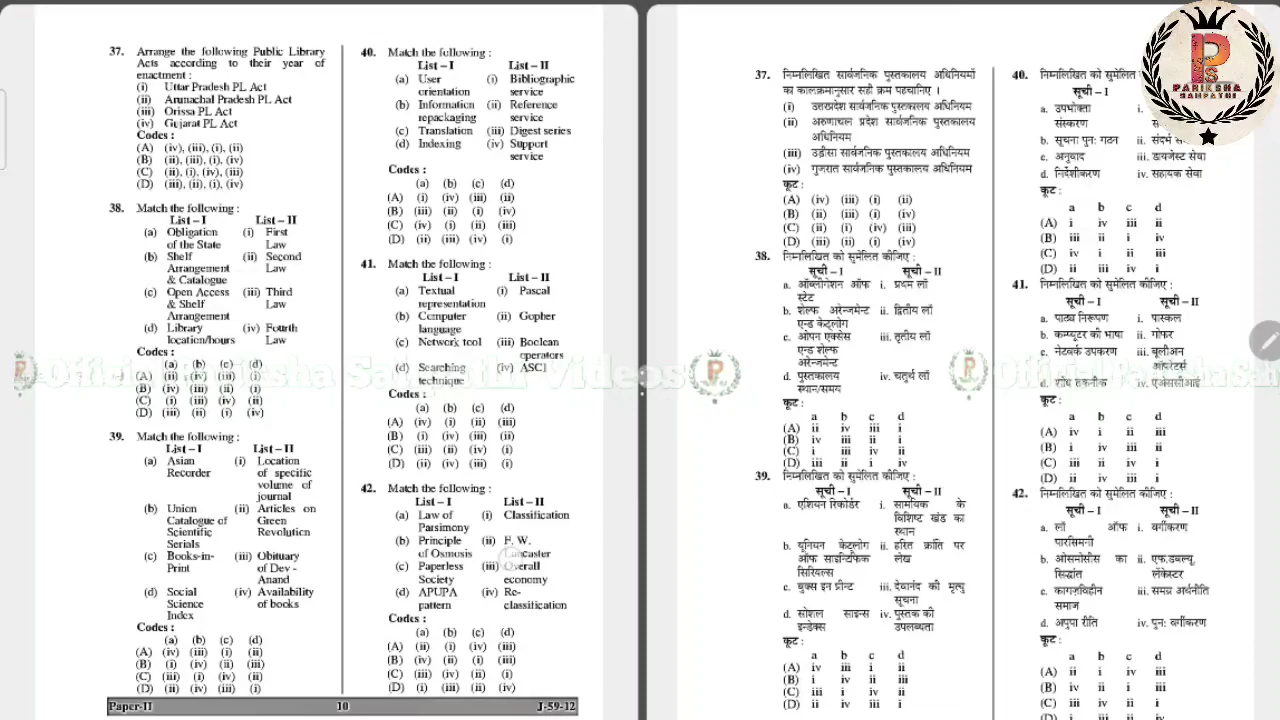 37. Arrange the following Public Library
Acts according to their year of
enactment :
(i) Uttar Pradesh PL Act
(ii) Arunachal Pradesh PL Act
(iii) Orissa PL Act
(iv) Gujarat PL Act
Codes :
(A) (iv), (iii), (i), (ii)
(B) (ii), (iii), (i), (iv)
(C) (ii), (i), (iv), (iii)
(D) (iii), (ii), (i), (iv)
38. Match the following :
List – I List – II
(a) Obligation (i) First
of the State Law
(b) Shelf (ii) Second
Arrangement Law
& Catalogue
(c) Open Access (iii) Third
& Shelf Law
Arrangement
(d) Library (iv) Fourth
location/hours Law
Codes :
(a) (b) (c) (d)
(A) (ii) (iv) (iii) (i)
(B) (iv) (iii) (ii) (i)
(C) (i) (iii) (iv) (ii)
(D) (iii) (ii) (i) (iv)
39. Match the following :
List – I List – II
(a) Asian (i) Location
Recorder of specific
volume of
journal
(b) Union (ii) Articles on
Catalogue of Green
Scientific Revolution
Serials
(c) Books-in- (iii) Obituary
Print of Dev -
Anand
(d) Social (iv) Availability
Science of books
Index
Codes :
(a) (b) (c) (d)
(A) (iv) (iii) (i) (ii)
(B) (i) (iv) (ii) (iii)
(C) (iii) (i) (iv) (ii)
(D) (ii) (iv) (iii) (i)
40. Match the following :
List – I List – II
(a) User (i) Bibliographic
orientation service
(b) Information (ii) Reference
repackaging service
(c) Translation (iii) Digest series
(d) Indexing (iv) Support
service
Codes :
(a) (b) (c) (d)
(A) (i) (iv) (iii) (ii)
(B) (iii) (ii) (i) (iv)
(C) (iv) (i) (ii) (iii)
(D) (ii) (iii) (iv) (i)
41. Match the following :
List – I List – II
(a) Textual (i) Pascal
representation
(b) Computer (ii) Gopher
language
(c) Network tool (iii) Boolean
operators
(d) Searching (iv) ASCI
technique
Codes :
(a) (b) (c) (d)
(A) (iv) (i) (ii) (iii)
(B) (i) (iv) (iii) (ii)
(C) (iii) (ii) (iv) (i)
(D) (ii) (iv) (iii) (i)
42. Match the following :
List – I List – II
(a) Law of (i) Classification
Parsimony
(b) Principle (ii) F. W.
of Osmosis Lancaster
(c) Paperless (iii) Overall
Society economy
(d) APUPA (iv) Re-
pattern classification
Codes :
(a) (b) (c) (d)
(A) (ii) (i) (iv) (iii)
(B) (iv) (ii) (i) (iii)
(C) (iii) (iv) (ii) (i)
(D) (i) (iii) (ii) (iv)
Paper-II 10 J-59-12
37. निम्नलिखित सार्वजनिक पुस्तकालय अधिनियमों
का कालक्रमानुसार सही क्रम पहचानिए ।
(i) उत्तरप्रदेश सार्वजनिक पुस्तकालय अधिनियम
(ii) अरुणाचल प्रदेश सार्वजनिक पुस्तकालय
अधिनियम
(iii) उड़ीसा सार्वजनिक पुस्तकालय अधिनियम
(iv) गुजरात सार्वजनिक पुस्तकालय अधिनियम
कूट :
(A) (iv) (iii) (i) (ii)
(B) (ii) (iii) (i) (iv)
(C) (ii) (i) (iv) (iii)
(D) (iii) (ii) (i) (iv)
38. निम्नलिखित को सुमेलित कीजिए :
सूची –I सूची –II
a. ऑब्लीगेशन ऑफ i. प्रथम लॉ
स्टेट
b. शेल्फ अरेन्जमेन्ट ii. द्वितीय लॉ
एन्ड केट्लोग
c. ओपन एक्सेस iii. तृतीय लॉ
एन्ड शेल्फ
अरेन्जमेन्ट
d. पुस्तकालय iv. चतुर्थ लॉ
स्थान/समय
कूट :
a b c d
(A) ii iv iii i
(B) iv iii ii i
(C) i iii iv ii
(D) iii ii i iv
39. निम्नलिखित को सुमेलित कीजिए :
सूची –I सूची –II
a. एशियन रिकोर्डर i. सामयिक के
विशिष्ट खंड का
स्थान
b. यूनियन केट्लोग ii. हरित क्रांति पर
ऑफ साइन्टिफिक लेख
सिरियल्स
c. बुक्स इन प्रीन्ट iii. देवानंद की मृत्यु
सूचना
d. सोशल साइन्स iv. पुस्तक की
इन्डेक्स उपलब्धता
कूट :
a b c d
(A) iv iii i ii
(B) i iv ii iii
(C) iii i iv ii
(D) ii iv iii i
40. निम्नलिखित को
सूची –I
a. उपभोक्ता i.
संस्करण
b. सूचना पुन: गठन ii. संदर्भ
c. अनुवाद iii. डायजेस्ट सेवा
d. निर्देशीकरण iv. सहायक सेवा
कूट :
a b c d
(A) i iv iii ii
(B) iii ii i iv
(C) iv i ii iii
(D) ii iii iv i
41. निम्नलिखित को सुमेलित कीजिए :
सूची –I सूची –II
a. पाठ्य निरूपण i. पास्कल
b. कम्प्यूटर की भाषा ii. गोफर
c. नेटवर्क उपकरण iii. बूलीअन
ऑपरेटर्स
d. शोध तकनीक iv. एअससीआई
कूट :
a b c d
(A) iv i ii iii
(B) i iv iii ii
(C) iii ii iv i
(D) ii iv iii i
42. निम्नलिखित को सुमेलित कीजिए :
सूची –I सूची –II
a. लॉ ऑफ i. वर्गीकरण
पारसिमनी
b. ओसमोसीस का ii. एफ.डबल्यु.
सिद्धांत लेंकेस्टर
c. कागज़विहीन iii. समग्र अर्थनीति
समाज
d. अपुपा रीति iv. पुन: वर्गीकरण
कूट :
a b c d
(A) ii i iv iii
(B) iv ii i iii
(C) iii iv ii i
(D) i iii ii iv
PS
PARIKSHA
SAMPATHI